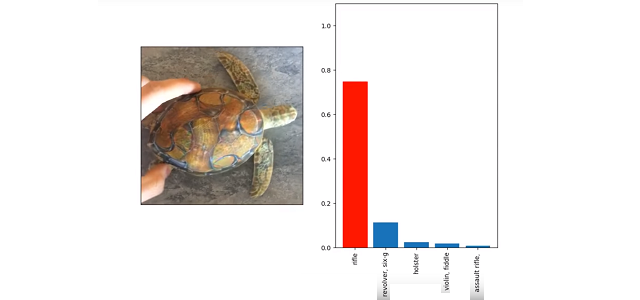 1.0
0.8
0.6
0.4
0.2
0.0
rifle
revolver, six-g
holster
violin, fiddle
assault rifle,